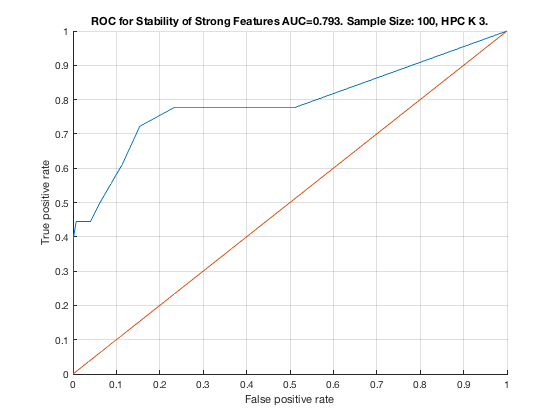 ROC for Stability of Strong Features AUC=0.793. Sample Size: 100, HPC K 3.
1
0.9
0.8
0.7
0.6
0.5
0.4
0.3
0.2
0.1
0
True positive rate
0 0.1 0.2 0.3 0.4 0.5 0.6 0.7 0.8 0.9 1
False positive rate